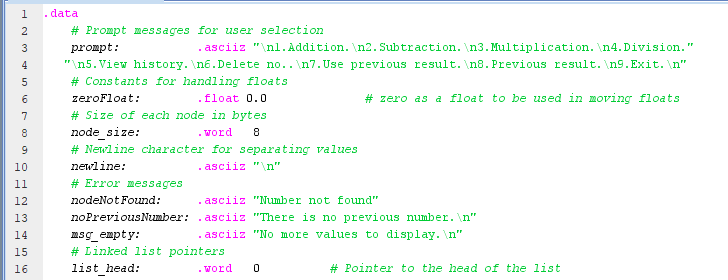 1 .data
2 # Prompt messages for user selection
3 prompt: .asciiz "\n1.Addition.\n2.Subtraction.\n3.Multiplication.\n4.Division."
4 "\n5.View history.\n6.Delete no..\n7.Use previous result.\n8.Previous result.\n9.Exit.\n"
5 # Constants for handling floats
6 zeroFloat: .float 0.0 # zero as a float to be used in moving floats
7 # Size of each node in bytes
8 node_size: .word 8
9 # Newline character for separating values
10 newline: .asciiz "\n"
11 # Error messages
12 nodeNotFound: .asciiz "Number not found"
13 noPreviousNumber: .asciiz "There is no previous number.\n"
14 msg_empty: .asciiz "No more values to display.\n"
15 # Linked list pointers
16 list_head: .word 0 # Pointer to the head of the list